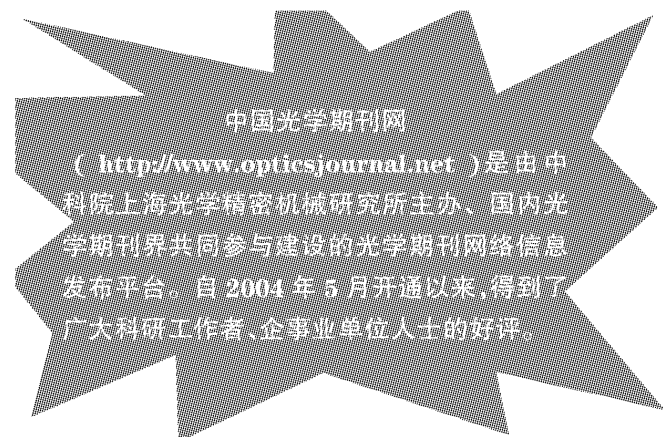 中国光学期刊网
( http://www.opticsjournal.net )是由中
科院上海光学精密机械研究所主办、国内光
学期刊界共同参与建设的光学期刊网络信息
发布平台。自 2004 年 5 月开通以来,得到了
广大科研工作者、企事业单位人士的好评。